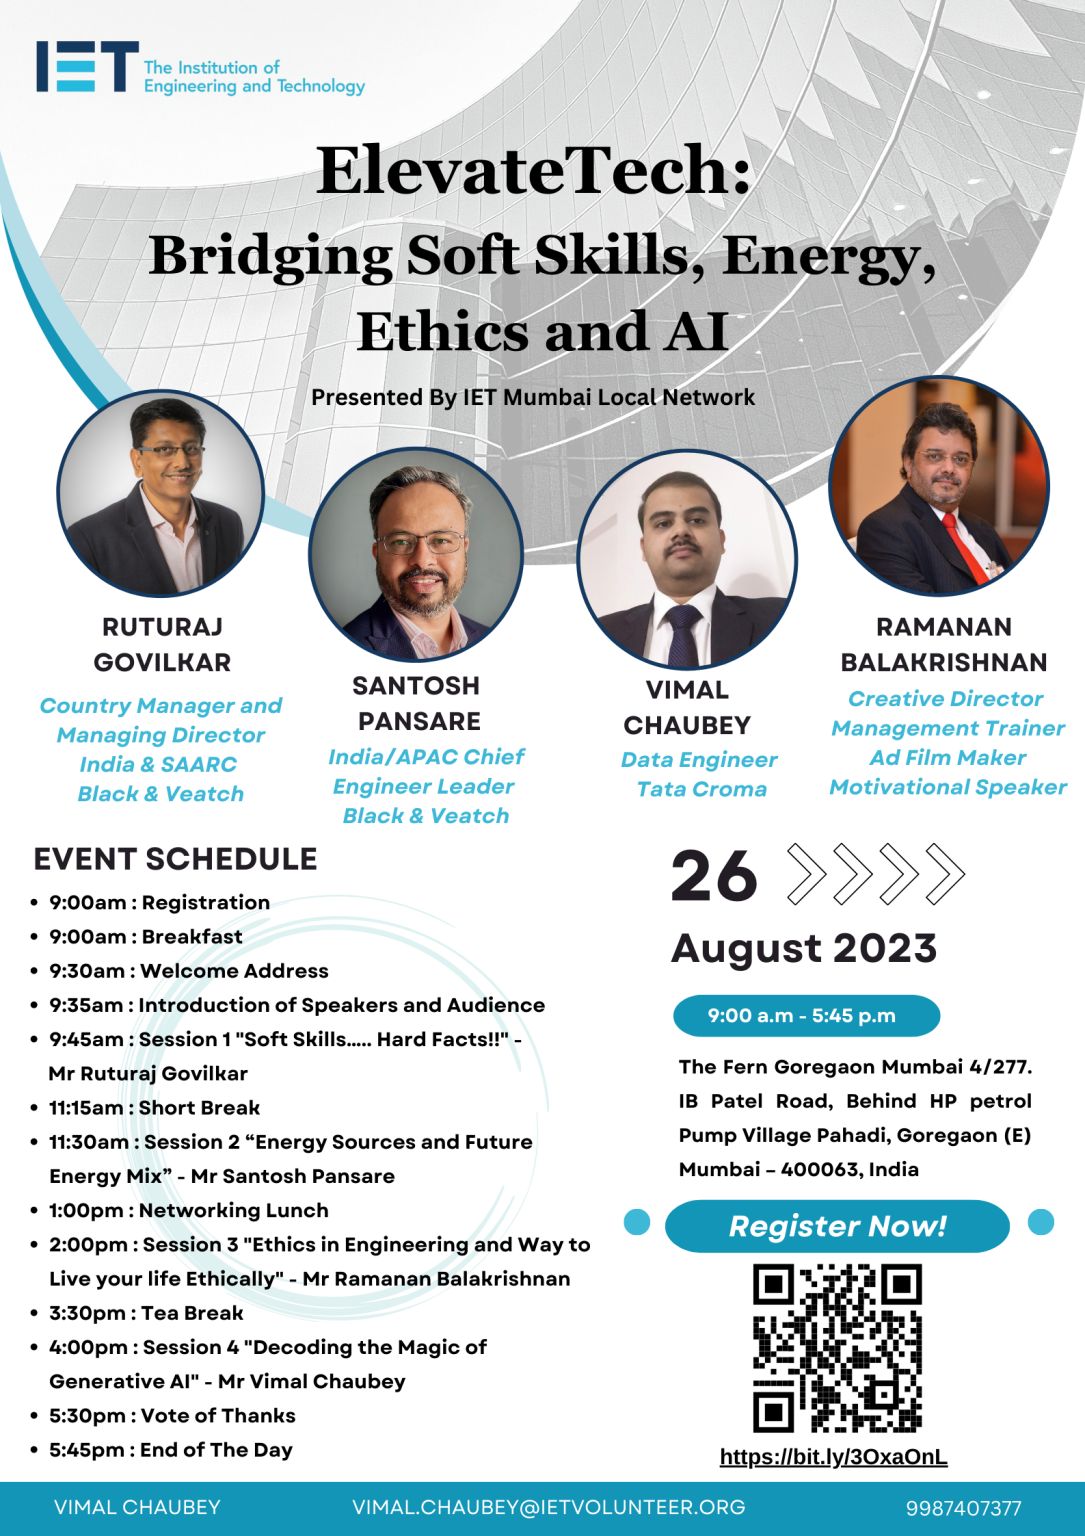 IET The Institution of
Engineering and Technology
ElevateTech:
Bridging Soft Skills, Energy,
Ethics and AI
Presented By IET Mumbai Local Network
RUTURAJ
GOVILKAR
Country Manager and
Managing Director
India & SAARC
Black & Veatch
SANTOSH
PANSARE
India/APAC Chief
Engineer Leader
Black & Veatch
VIMAL
CHAUBEY
Data Engineer
Tata Croma
RAMANAN
BALAKRISHNAN
Creative Director
Management Trainer
Ad Film Maker
Motivational Speaker
EVENT SCHEDULE
• 9:00am : Registration
• 9:00am : Breakfast
• 9:30am : Welcome Address
• 9:35am : Introduction of Speakers and Audience
• 9:45am : Session 1 "Soft Skills..... Hard Facts!!" -
Mr Ruturaj Govilkar
• 11:15am : Short Break
• 11:30am : Session 2 “Energy Sources and Future
Energy Mix” - Mr Santosh Pansare
• 1:00pm : Networking Lunch
• 2:00pm : Session 3 "Ethics in Engineering and Way to
Live your life Ethically" - Mr Ramanan Balakrishnan
• 3:30pm : Tea Break
• 4:00pm : Session 4 "Decoding the Magic of
Generative AI" - Mr Vimal Chaubey
• 5:30pm : Vote of Thanks
• 5:45pm : End of The Day
26
August 2023
9:00 a.m - 5:45 p.m
The Fern Goregaon Mumbai 4/277.
IB Patel Road, Behind HP petrol
Pump Village Pahadi, Goregaon (E)
Mumbai – 400063, India
Register Now!
https://bit.ly/3OxaOnL
VIMAL CHAUBEY
VIMAL.CHAUBEY@IETVOLUNTEER.ORG
9987407377